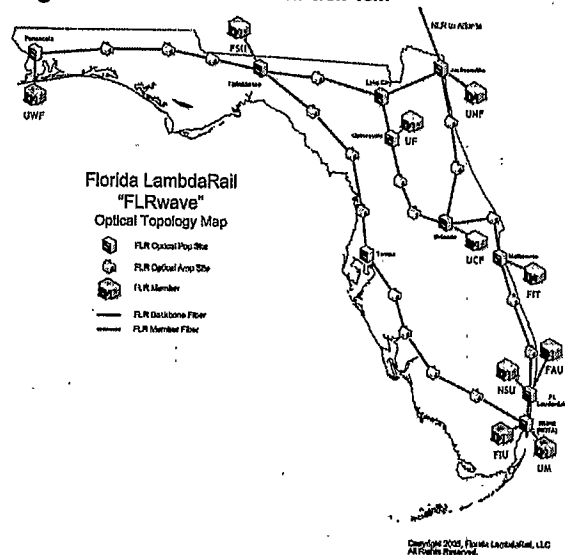 NLR to Atlanta
Pensacola
FSU
Tallahassee
Lake City
Jacksonville
UWF
UNF
Gainesville
UF
Florida LambdaRail
"FLRwave"
Optical Topology Map
FLR Optical Pop Site
FLR Optical Amp Site
FLR Member
FLR Backbone Fiber
FLR Member Fiber
Orlando
UCF
Tampa
Melbourne
FIT
FAU
NSU
Ft.
Lauderdale
Miami
FIU
UM
Copyright 2005, Florida LambdaRail, LLC
All Rights Reserved.